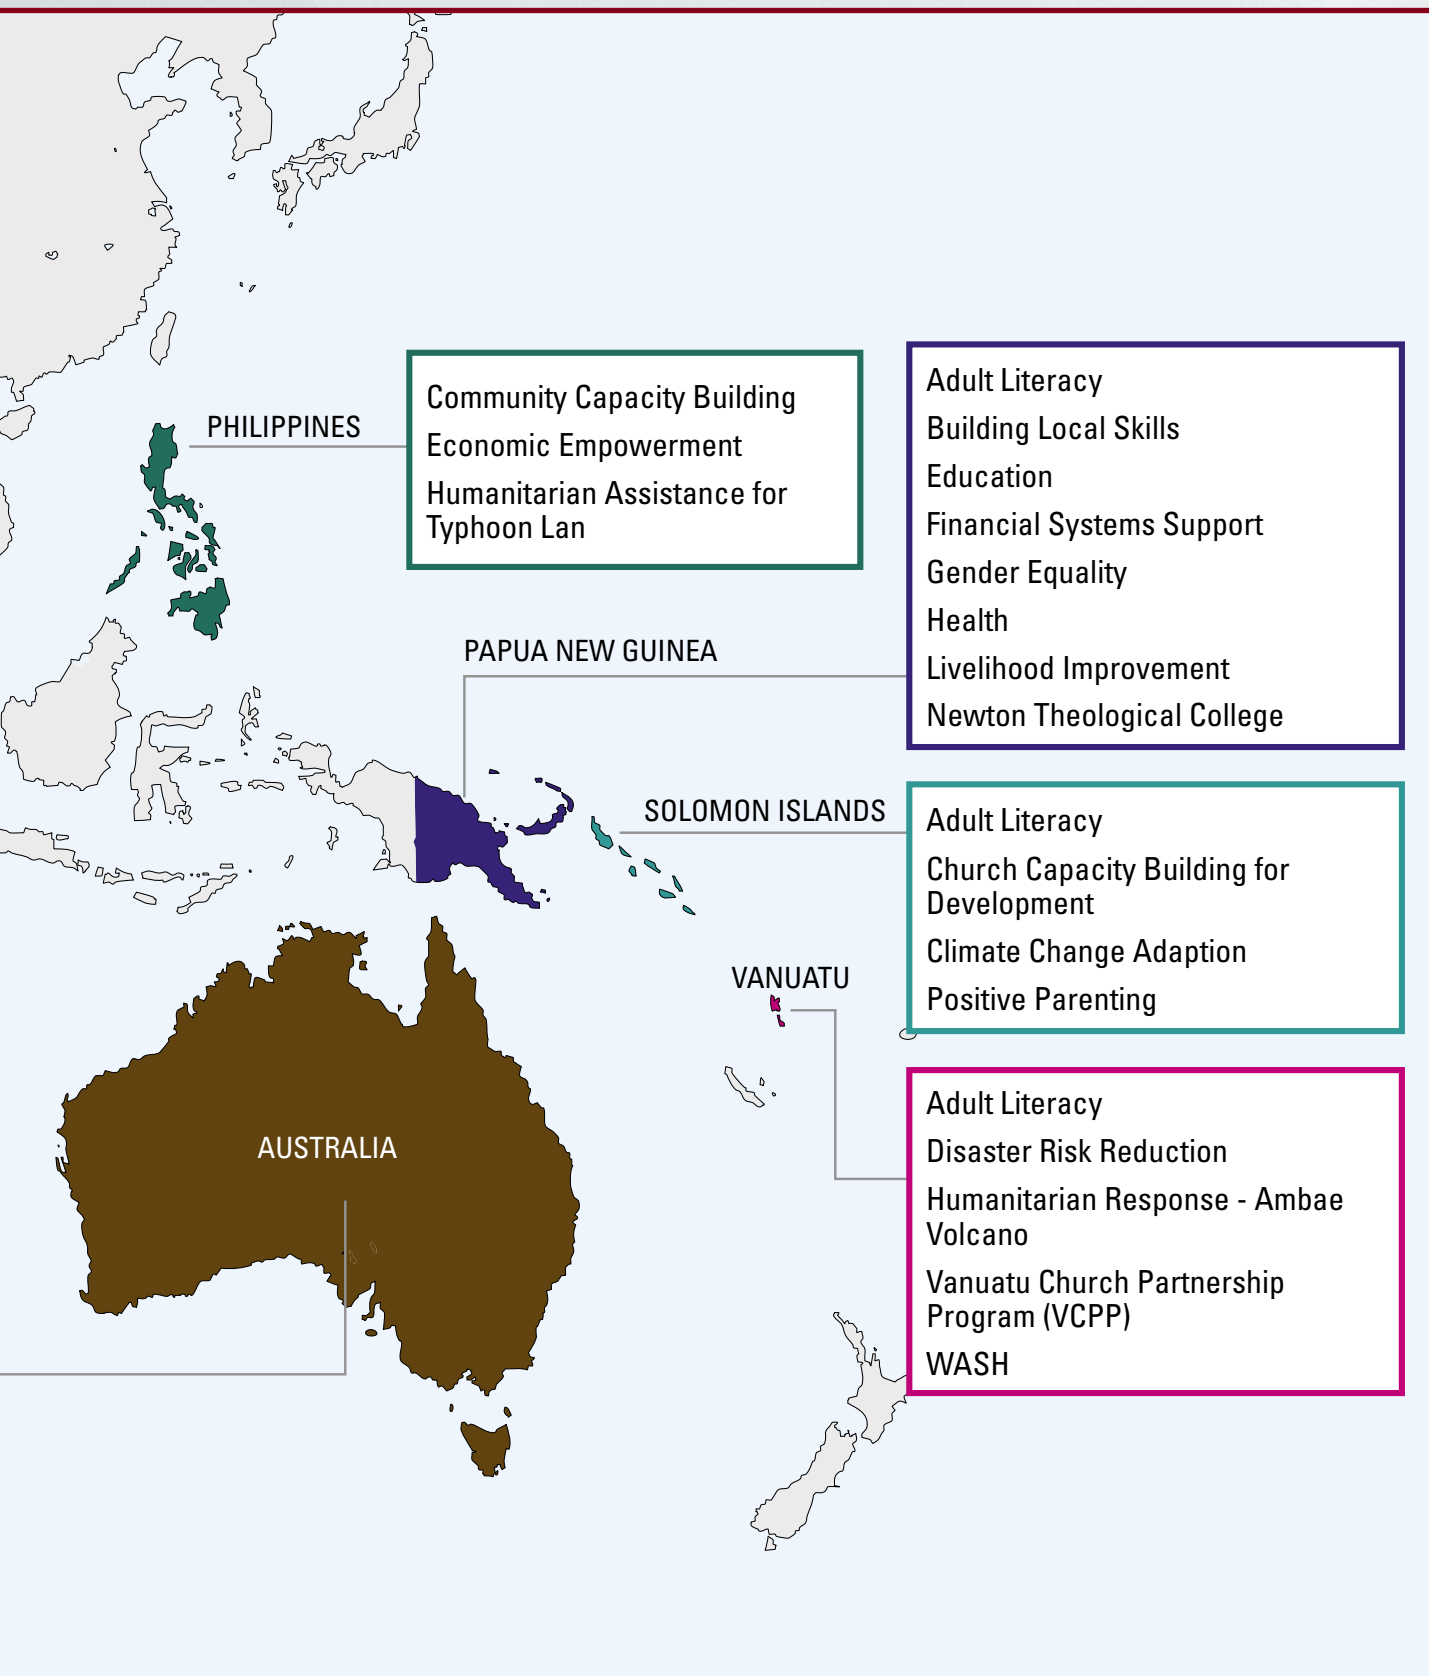 PHILIPPINES
Community Capacity Building
Economic Empowerment
Humanitarian Assistance for
Typhoon Lan
PAPUA NEW GUINEA
Adult Literacy
Building Local Skills
Education
Financial Systems Support
Gender Equality
Health
Livelihood Improvement
Newton Theological College
SOLOMON ISLANDS
Adult Literacy
Church Capacity Building for
Development
Climate Change Adaption
Positive Parenting
VANUATU
Adult Literacy
Disaster Risk Reduction
Humanitarian Response - Ambae
Volcano
Vanuatu Church Partnership
Program (VCPP)
WASH
AUSTRALIA